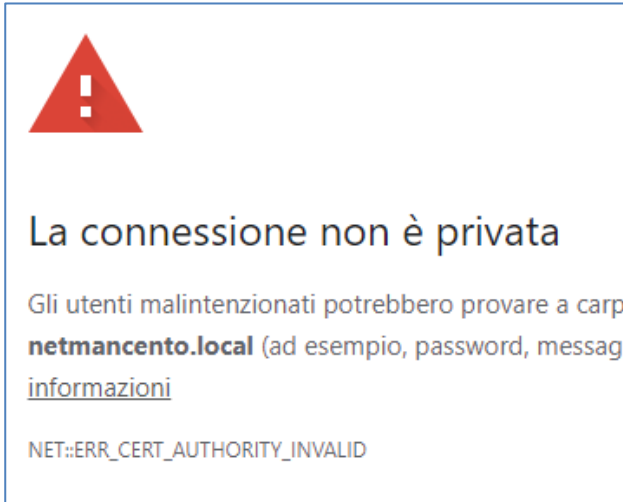 La connessione non è privata
Gli utenti malintenzionati potrebbero provare a carp
netmancento.local (ad esempio, password, messag
informazioni
NET::ERR_CERT_AUTHORITY_INVALID